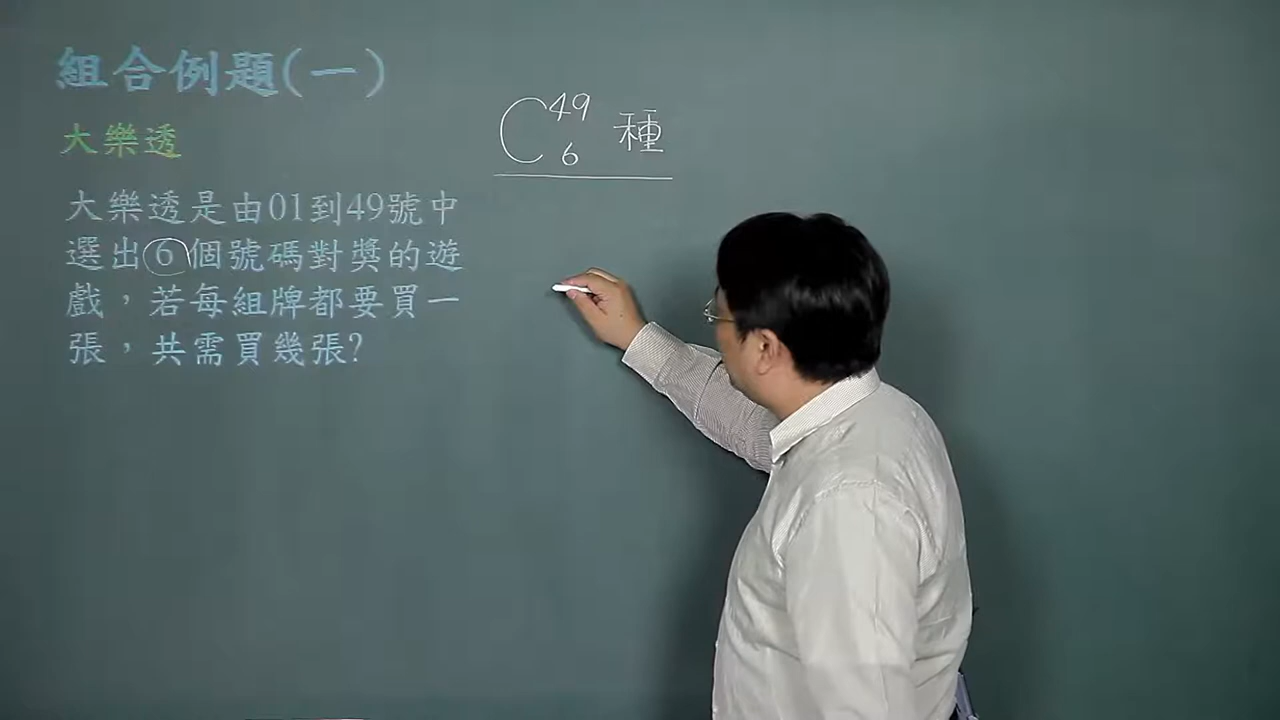 組合例題(一)
大樂透
大樂透是由01到49號中
選出6個號碼對獎的遊
戲，若每組牌都要買一
張，共需買幾張?
C 49 6 種